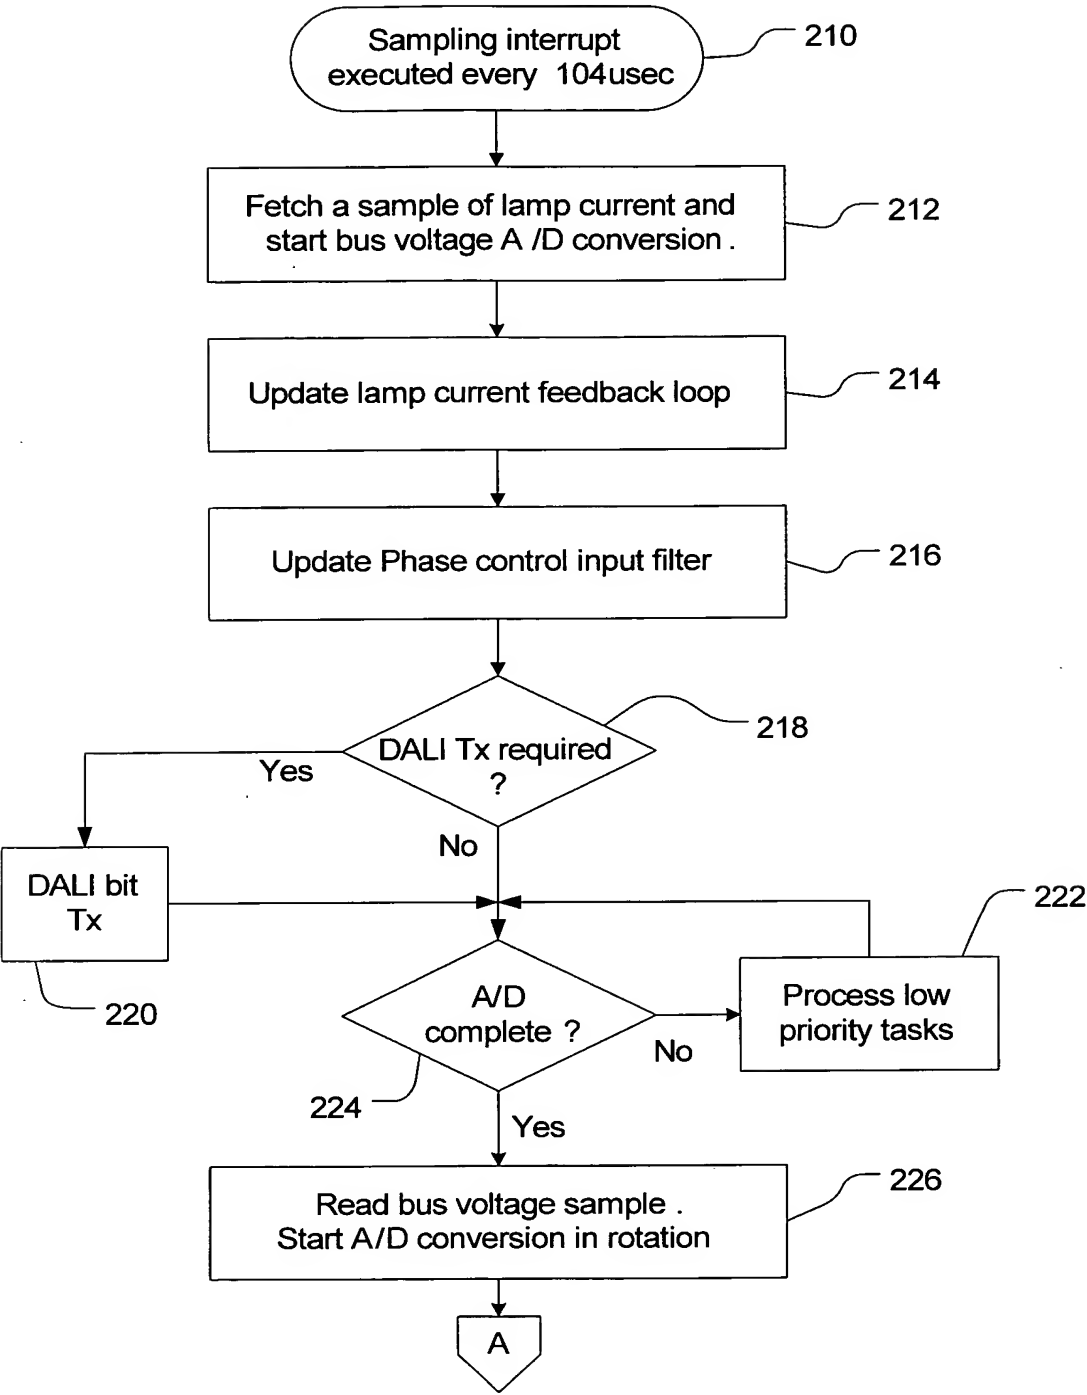 Sampling interrupt
executed every 104usec
210
Fetch a sample of lamp current and
start bus voltage A /D conversion .
212
Update lamp current feedback loop
214
Update Phase control input filter
216
DALI Tx required
?
218
Yes
No
DALI bit
Tx
220
222
A/D
complete ?
Process low
priority tasks
No
224
Yes
Read bus voltage sample .
Start A/D conversion in rotation
226
A